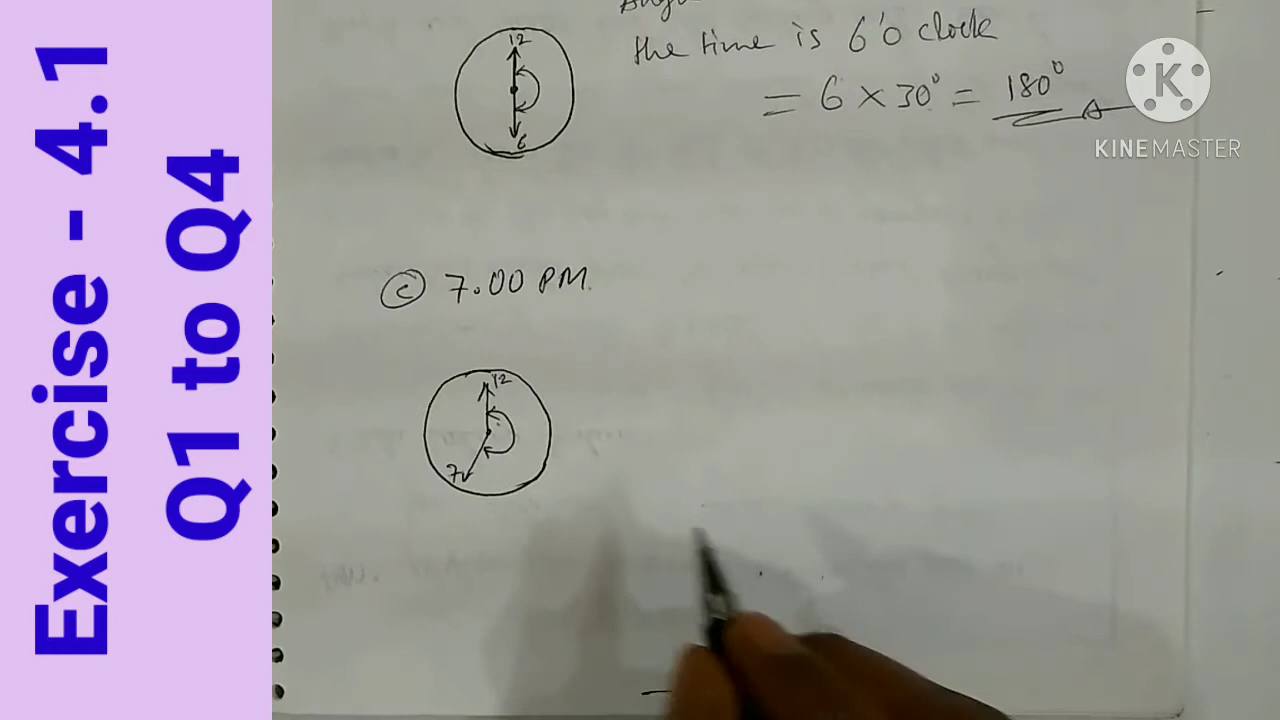 Exercise - 4.1
Q1 to Q4
the time is 6'0 clock
= 6 × 30° = 180°
12
6
K
KINEMASTER
(c) 7.00 PM.
12
7